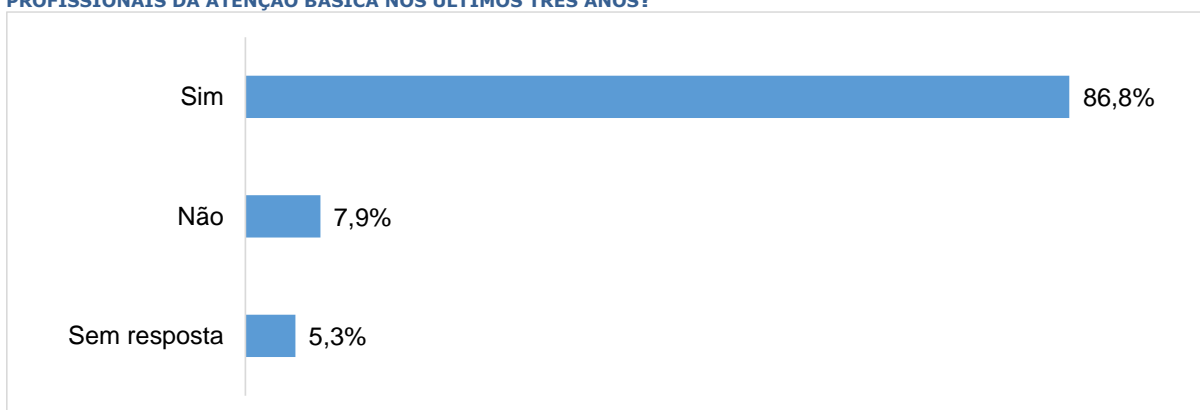 PROFISSIONAIS DA ATENÇÃO BÁSICA NOS ÚLTIMOS TRÊS ANOS?
Sim
86,8%
Não
7,9%
Sem resposta
5,3%